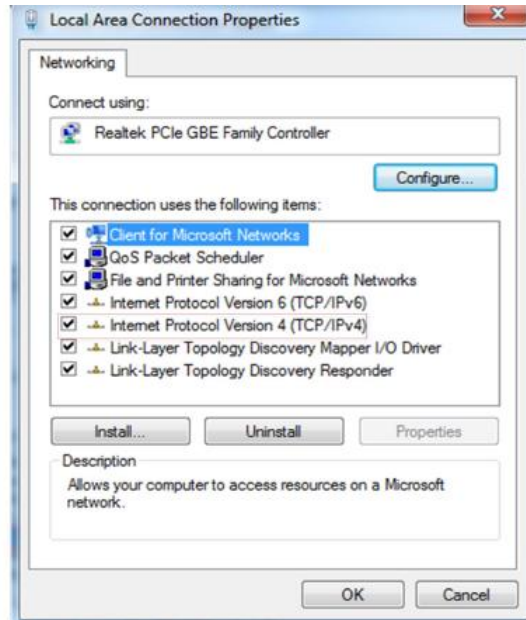 Local Area Connection Properties
Networking
Connect using:
Realtek PCIe GBE Family Controller
Configure...
This connection uses the following items:
Client for Microsoft Networks
QoS Packet Scheduler
File and Printer Sharing for Microsoft Networks
Internet Protocol Version 6 (TCP/IPv6)
Internet Protocol Version 4 (TCP/IPv4)
Link-Layer Topology Discovery Mapper I/O Driver
Link-Layer Topology Discovery Responder
Install... Uninstall Properties
Description
Allows your computer to access resources on a Microsoft
network.
OK Cancel